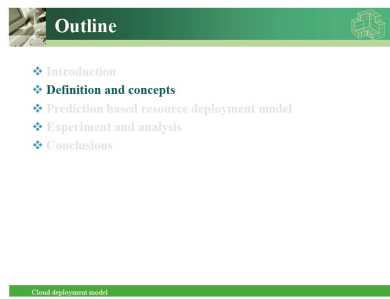 Outline
Introduction
Definition and concepts
Prediction based resource deployment model
Experiment and analysis
Conclusions
Cloud deployment model